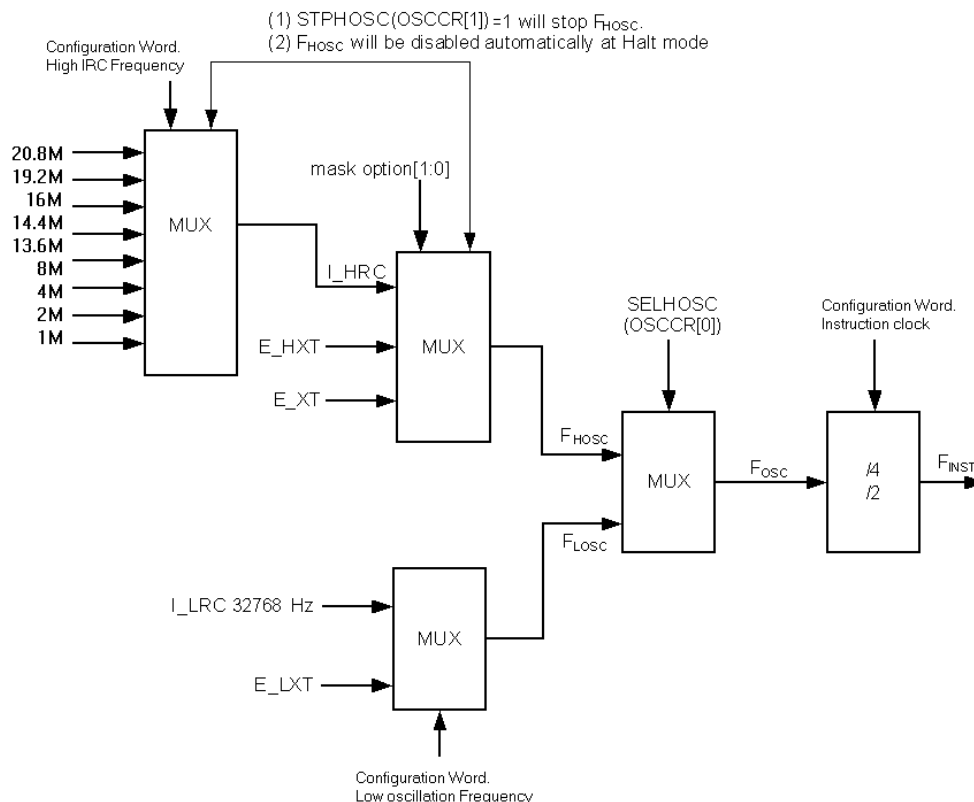 (1) STPHOSC(OSCCR[1]) =1 will stop FHOSC.
(2) FHOSC will be disabled automatically at Halt mode
Configuration Word.
High IRC Frequency
20.8M
19.2M
16M
14.4M
13.6M
8M
4M
2M
1M
MUX
mask option[1:0]
I_HRC
E_HXT
E_XT
MUX
SELHOSC
(OSCCR[0])
Configuration Word.
Instruction clock
FHOSC
MUX
FOSC
/4
/2
FINST
FLOSC
I_LRC 32768 Hz
E_LXT
MUX
Configuration Word.
Low oscillation Frequency